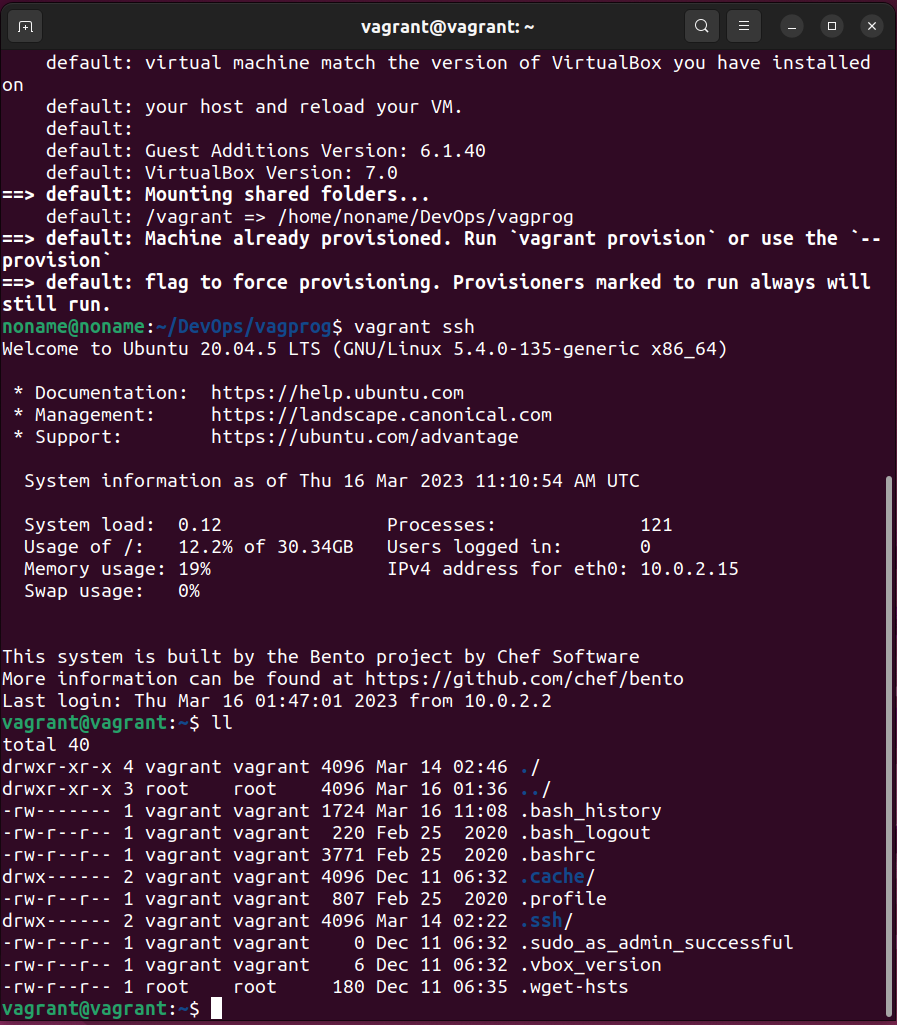 vagrant@vagrant: ~
    default: virtual machine match the version of VirtualBox you have installed
on
    default: your host and reload your VM.
    default:
    default: Guest Additions Version: 6.1.40
    default: VirtualBox Version: 7.0
==> default: Mounting shared folders...
    default: /vagrant => /home/noname/DevOps/vagprog
==> default: Machine already provisioned. Run `vagrant provision` or use the `--
provision`
==> default: flag to force provisioning. Provisioners marked to run always will
still run.
noname@noname:~/DevOps/vagprog$ vagrant ssh
Welcome to Ubuntu 20.04.5 LTS (GNU/Linux 5.4.0-135-generic x86_64)

 * Documentation:  https://help.ubuntu.com
 * Management:     https://landscape.canonical.com
 * Support:        https://ubuntu.com/advantage

  System information as of Thu 16 Mar 2023 11:10:54 AM UTC

  System load:  0.12               Processes:             121
  Usage of /:   12.2% of 30.34GB   Users logged in:       0
  Memory usage: 19%                IPv4 address for eth0: 10.0.2.15
  Swap usage:   0%


This system is built by the Bento project by Chef Software
More information can be found at https://github.com/chef/bento
Last login: Thu Mar 16 01:47:01 2023 from 10.0.2.2
vagrant@vagrant:~$ ll
total 40
drwxr-xr-x 4 vagrant vagrant 4096 Mar 14 02:46 ./
drwxr-xr-x 3 root    root    4096 Mar 16 01:36 ../
-rw------- 1 vagrant vagrant 1724 Mar 16 11:08 .bash_history
-rw-r--r-- 1 vagrant vagrant  220 Feb 25  2020 .bash_logout
-rw-r--r-- 1 vagrant vagrant 3771 Feb 25  2020 .bashrc
drwx------ 2 vagrant vagrant 4096 Dec 11 06:32 .cache/
-rw-r--r-- 1 vagrant vagrant  807 Feb 25  2020 .profile
drwx------ 2 vagrant vagrant 4096 Mar 14 02:22 .ssh/
-rw-r--r-- 1 vagrant vagrant    0 Dec 11 06:32 .sudo_as_admin_successful
-rw-r--r-- 1 vagrant vagrant    6 Dec 11 06:32 .vbox_version
-rw-r--r-- 1 root    root     180 Dec 11 06:35 .wget-hsts
vagrant@vagrant:~$